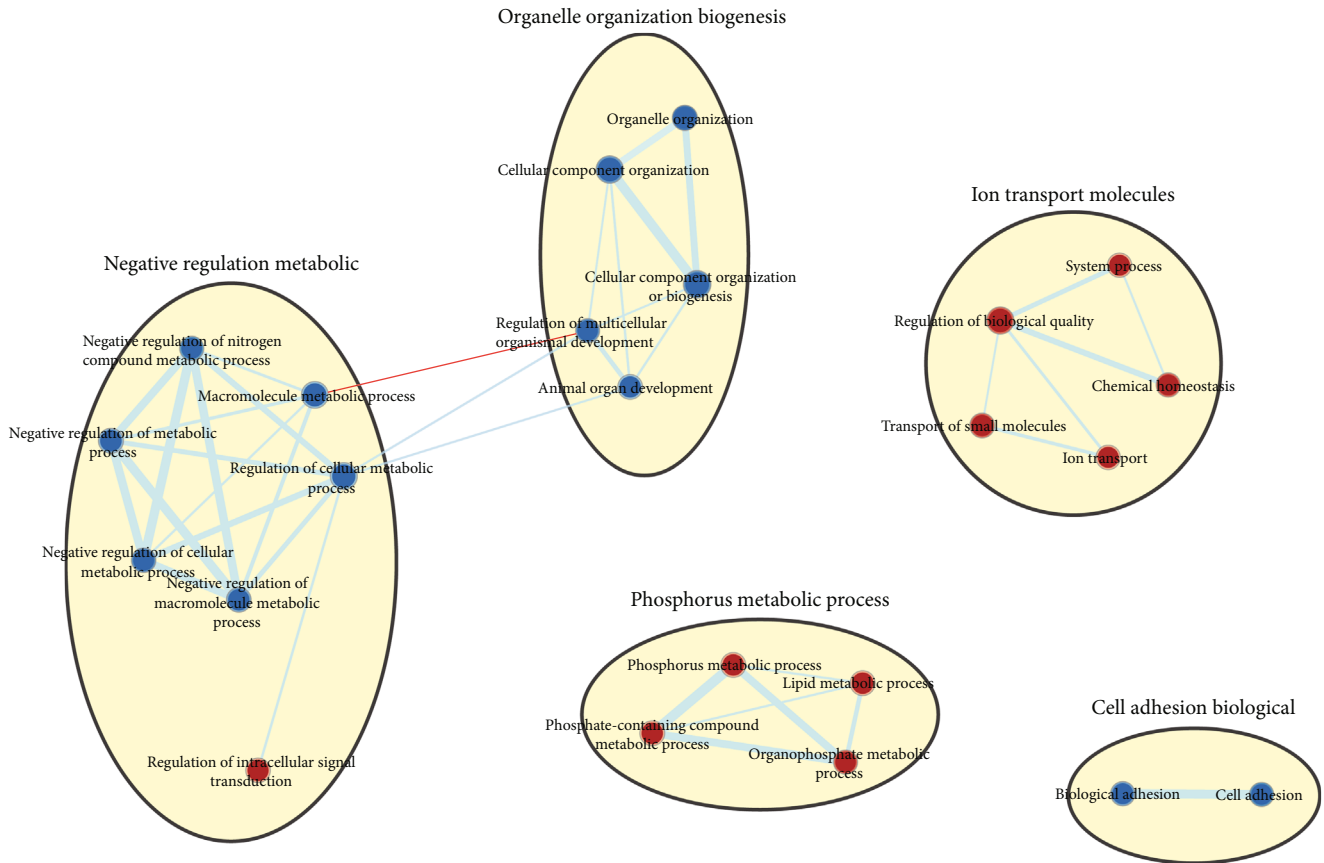 Organelle organization biogenesis
Organelle organization
Cellular component organization
Cellular component organization
or biogenesis
Regulation of multicellular
organismal development
Animal organ development
Ion transport molecules
System process
Regulation of biological quality
Chemical homeostasis
Transport of small molecules
Ion transport
Negative regulation metabolic
Negative regulation of nitrogen
compound metabolic process
Macromolecule metabolic process
Negative regulation of metabolic
process
Regulation of cellular metabolic
process
Negative regulation of cellular
metabolic process
Negative regulation of
macromolecule metabolic
process
Regulation of intracellular signal
transduction
Phosphorus metabolic process
Phosphorus metabolic process
Lipid metabolic process
Phosphate-containing compound
metabolic process
Organophosphate metabolic
process
Cell adhesion biological
Biological adhesion
Cell adhesion